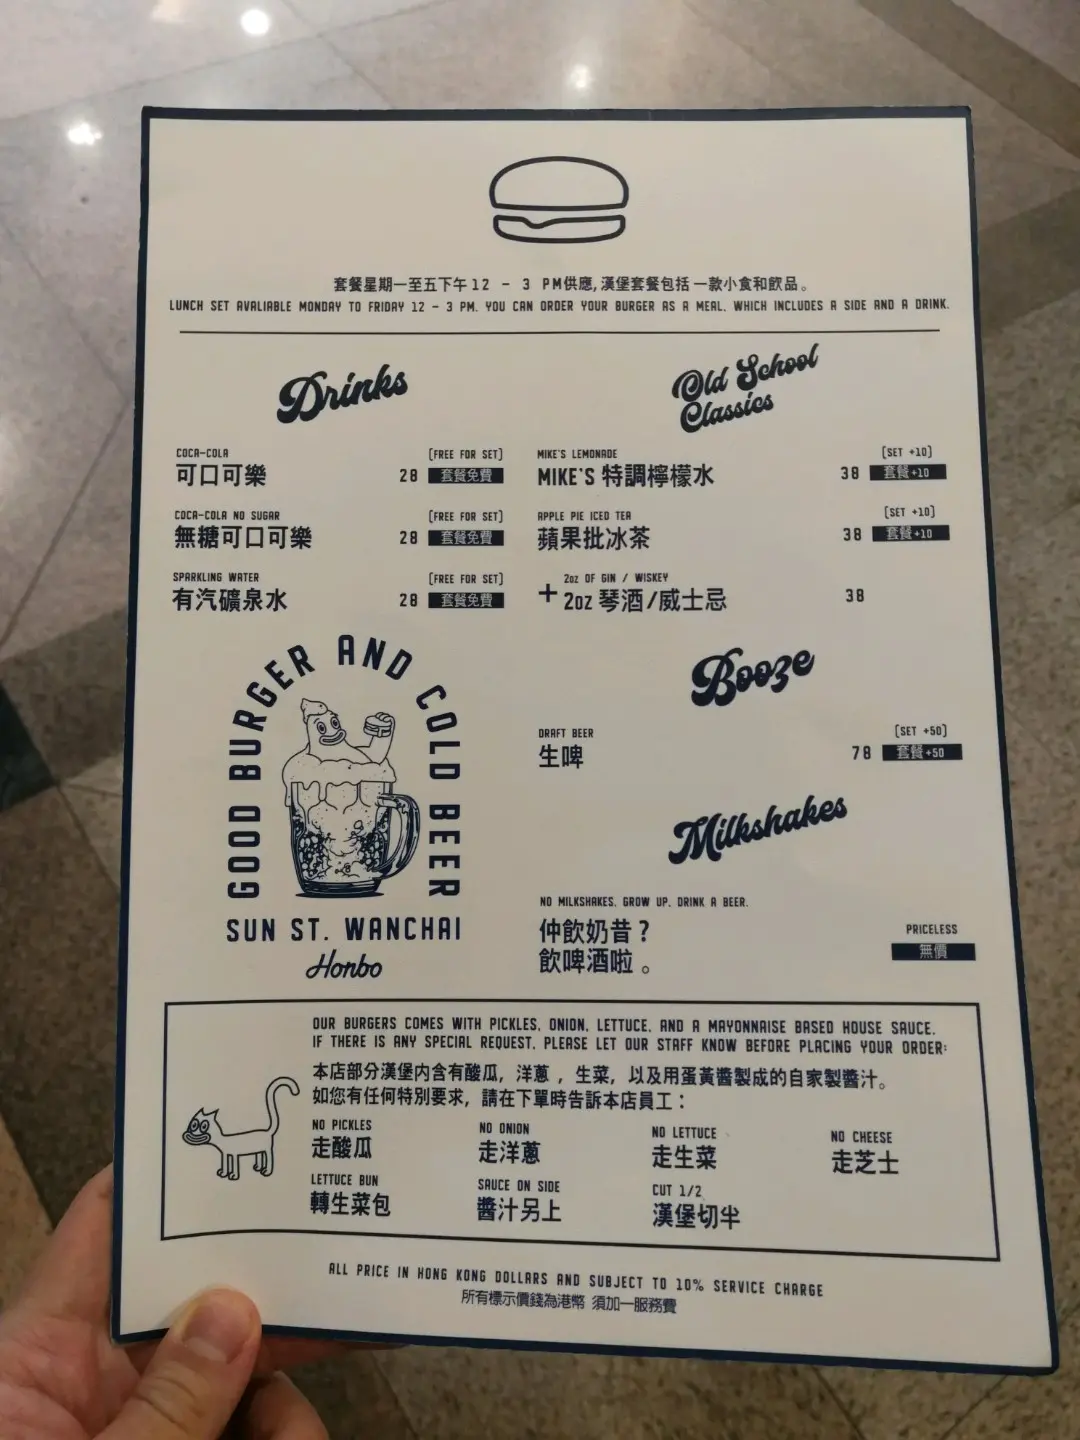 套餐星期一至五下午12 - 3 PM供應,漢堡套餐包括一款小食和飲品。
LUNCH SET AVALIABLE MONDAY TO FRIDAY 12 - 3 PM. YOU CAN ORDER YOUR BURGER AS A MEAL. WHICH INCLUDES A SIDE AND A DRINK.
Drinks
COCA-COLA
可口可樂
28
(FREE FOR SET)
套餐免費
COCA-COLA NO SUGAR
無糖可口可樂
28
(FREE FOR SET)
套餐免費
SPARKLING WATER
有汽礦泉水
28
(FREE FOR SET)
套餐免費
GOOD BURGER AND COLD BEER
SUN ST. WANCHAI
Honbo
Old School
Classics
MIKE'S LEMONADE
MIKE'S 特調檸檬水
38
(SET +10)
套餐+10
APPLE PIE ICED TEA
蘋果批冰茶
38
(SET +10)
套餐+10
2oz OF GIN / WISKEY
+ 2oz 琴酒/威士忌
38
Booze
DRAFT BEER
生啤
78
(SET +50)
套餐+50
Milkshakes
NO MILKSHAKES. GROW UP. DRINK A BEER.
仲飲奶昔？
飲啤酒啦。
PRICELESS
無價
OUR BURGERS COMES WITH PICKLES, ONION, LETTUCE, AND A MAYONNAISE BASED HOUSE SAUCE.
IF THERE IS ANY SPECIAL REQUEST, PLEASE LET OUR STAFF KNOW BEFORE PLACING YOUR ORDER:
本店部分漢堡內含有酸瓜, 洋蔥 , 生菜, 以及用蛋黃醬製成的自家製醬汁。
如您有任何特別要求, 請在下單時告訴本店員工：
NO PICKLES
走酸瓜
NO ONION
走洋蔥
NO LETTUCE
走生菜
NO CHEESE
走芝士
LETTUCE BUN
轉生菜包
SAUCE ON SIDE
醬汁另上
CUT 1/2
漢堡切半
ALL PRICE IN HONG KONG DOLLARS AND SUBJECT TO 10% SERVICE CHARGE
所有標示價錢為港幣 須加一服務費